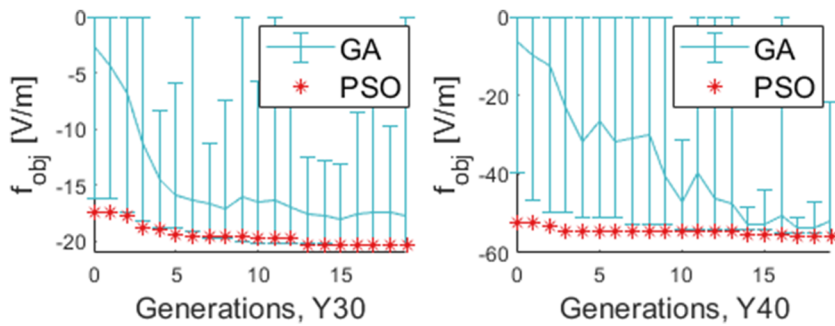 0
-5
-10
-15
-20
f_obj [V/m]
GA
PSO
0 5 10 15
Generations, Y30
0
-20
-40
-60
f_obj [V/m]
GA
PSO
0 5 10 15
Generations, Y40